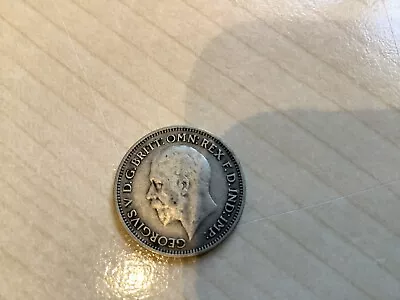 GEORGIVS V D.G. BRITT: OMN: REX F.D. IND: IMP: